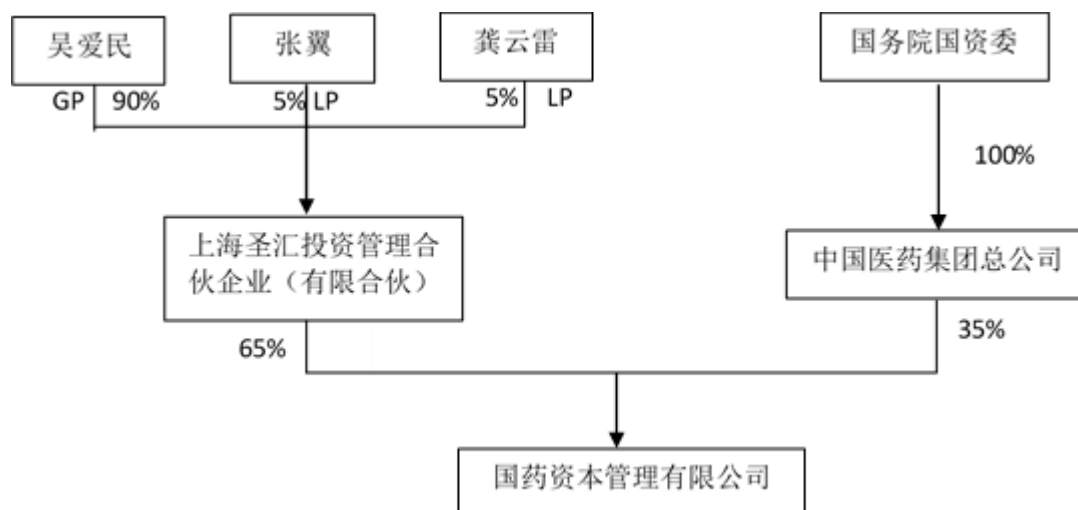 吴爱民
张翼
龚云雷
国务院国资委
GP 90%
5% LP
5% LP
100%
上海圣汇投资管理合
伙企业（有限合伙）
中国医药集团总公司
65%
35%
国药资本管理有限公司